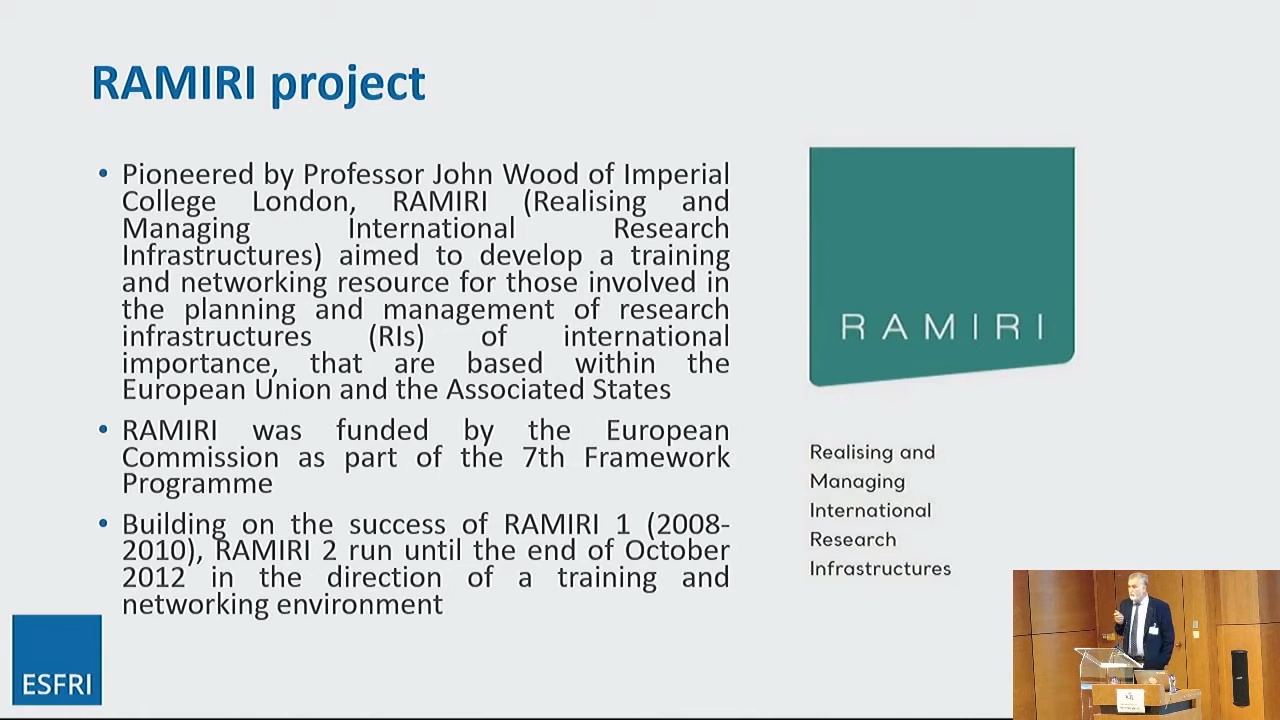 RAMIRI project
• Pioneered by Professor John Wood of Imperial
College London, RAMIRI (Realising and
Managing International Research
Infrastructures) aimed to develop a training
and networking resource for those involved in
the planning and management of research
infrastructures (RIs) of international
importance, that are based within the
European Union and the Associated States
• RAMIRI was funded by the European
Commission as part of the 7th Framework
Programme
• Building on the success of RAMIRI 1 (2008-
2010), RAMIRI 2 run until the end of October
2012 in the direction of a training and
networking environment
RAMIRI
Realising and
Managing
International
Research
Infrastructures
ESFRI